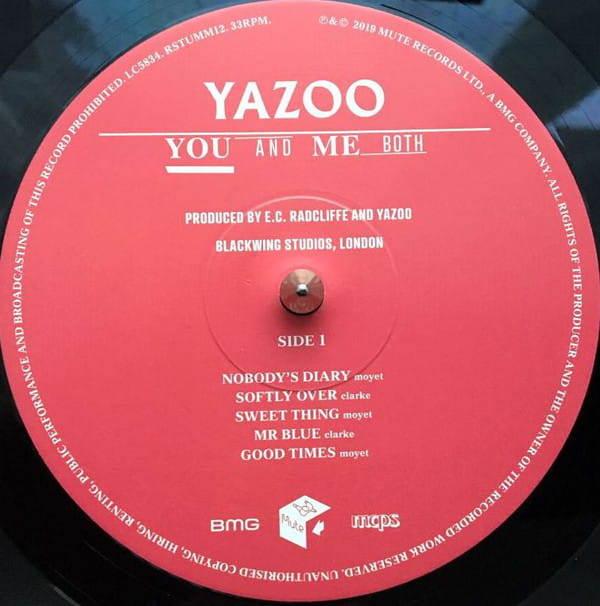 YAZOO
YOU AND ME BOTH
PRODUCED BY E.C. RADCLIFFE AND YAZOO
BLACKWING STUDIOS, LONDON
SIDE 1
NOBODY'S DIARY moyet
SOFTLY OVER clarke
SWEET THING moyet
MR BLUE clarke
GOOD TIMES moyet
BMG
Mute
mcps
℗&© 2019 MUTE RECORDS LTD., A BMG COMPANY. ALL RIGHTS OF THE PRODUCER AND THE OWNER OF THE RECORDED WORK RESERVED. UNAUTHORISED COPYING, HIRING, RENTING, PUBLIC PERFORMANCE AND BROADCASTING OF THIS RECORD PROHIBITED. LC5834. RSTUMM12. 33RPM.